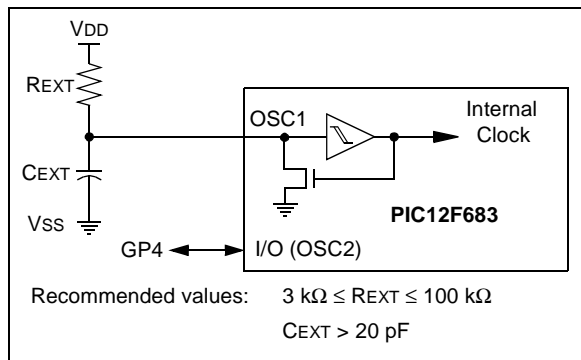 VDD
REXT
OSC1
Internal
Clock
CEXT
PIC12F683
VSS
GP4
I/O (OSC2)
Recommended values: 3 kΩ ≤ REXT ≤ 100 kΩ
CEXT > 20 pF